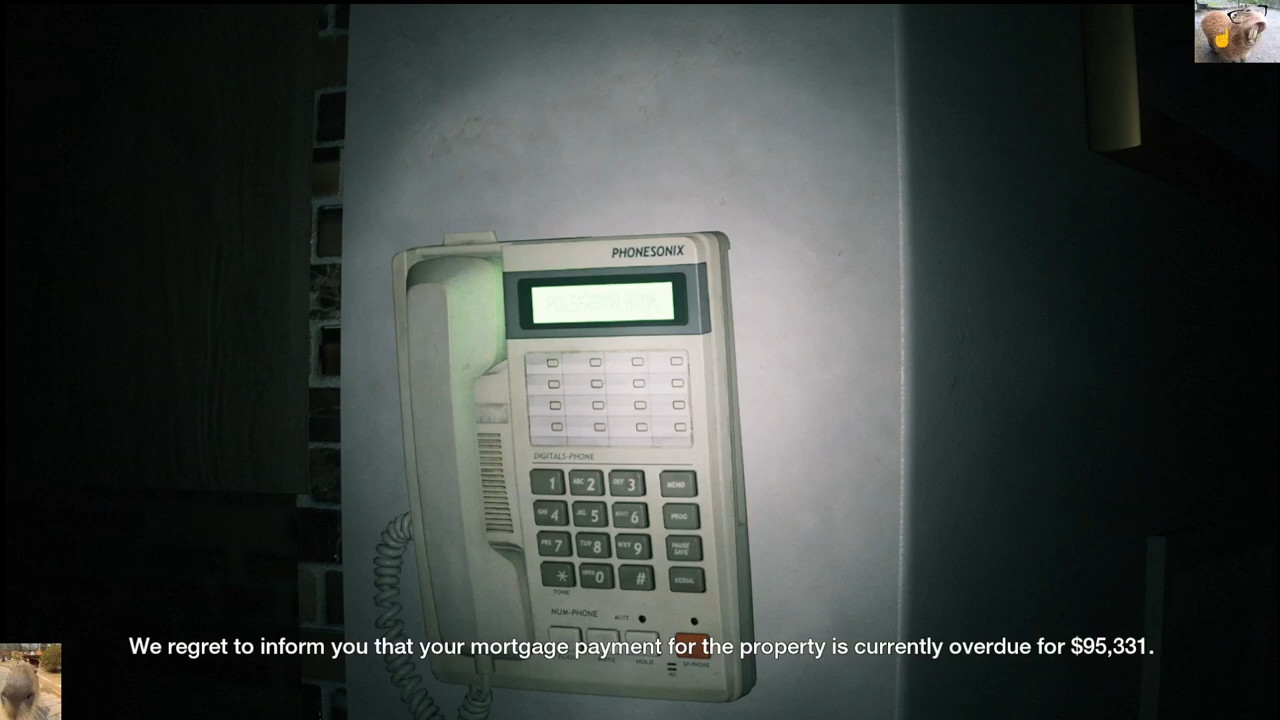 PHONESONIX
DIGITALS-PHONE
1 ABC 2 DEF 3 MEMO
GHI 4 JKL 5 MNO 6 PROG
PRS 7 TUV 8 WXY 9 PAUSE SAVE
* OPER 0 # REDIAL
TONE
NUM-PHONE MUTE
HOLD SP-PHONE
We regret to inform you that your mortgage payment for the property is currently overdue for $95,331.